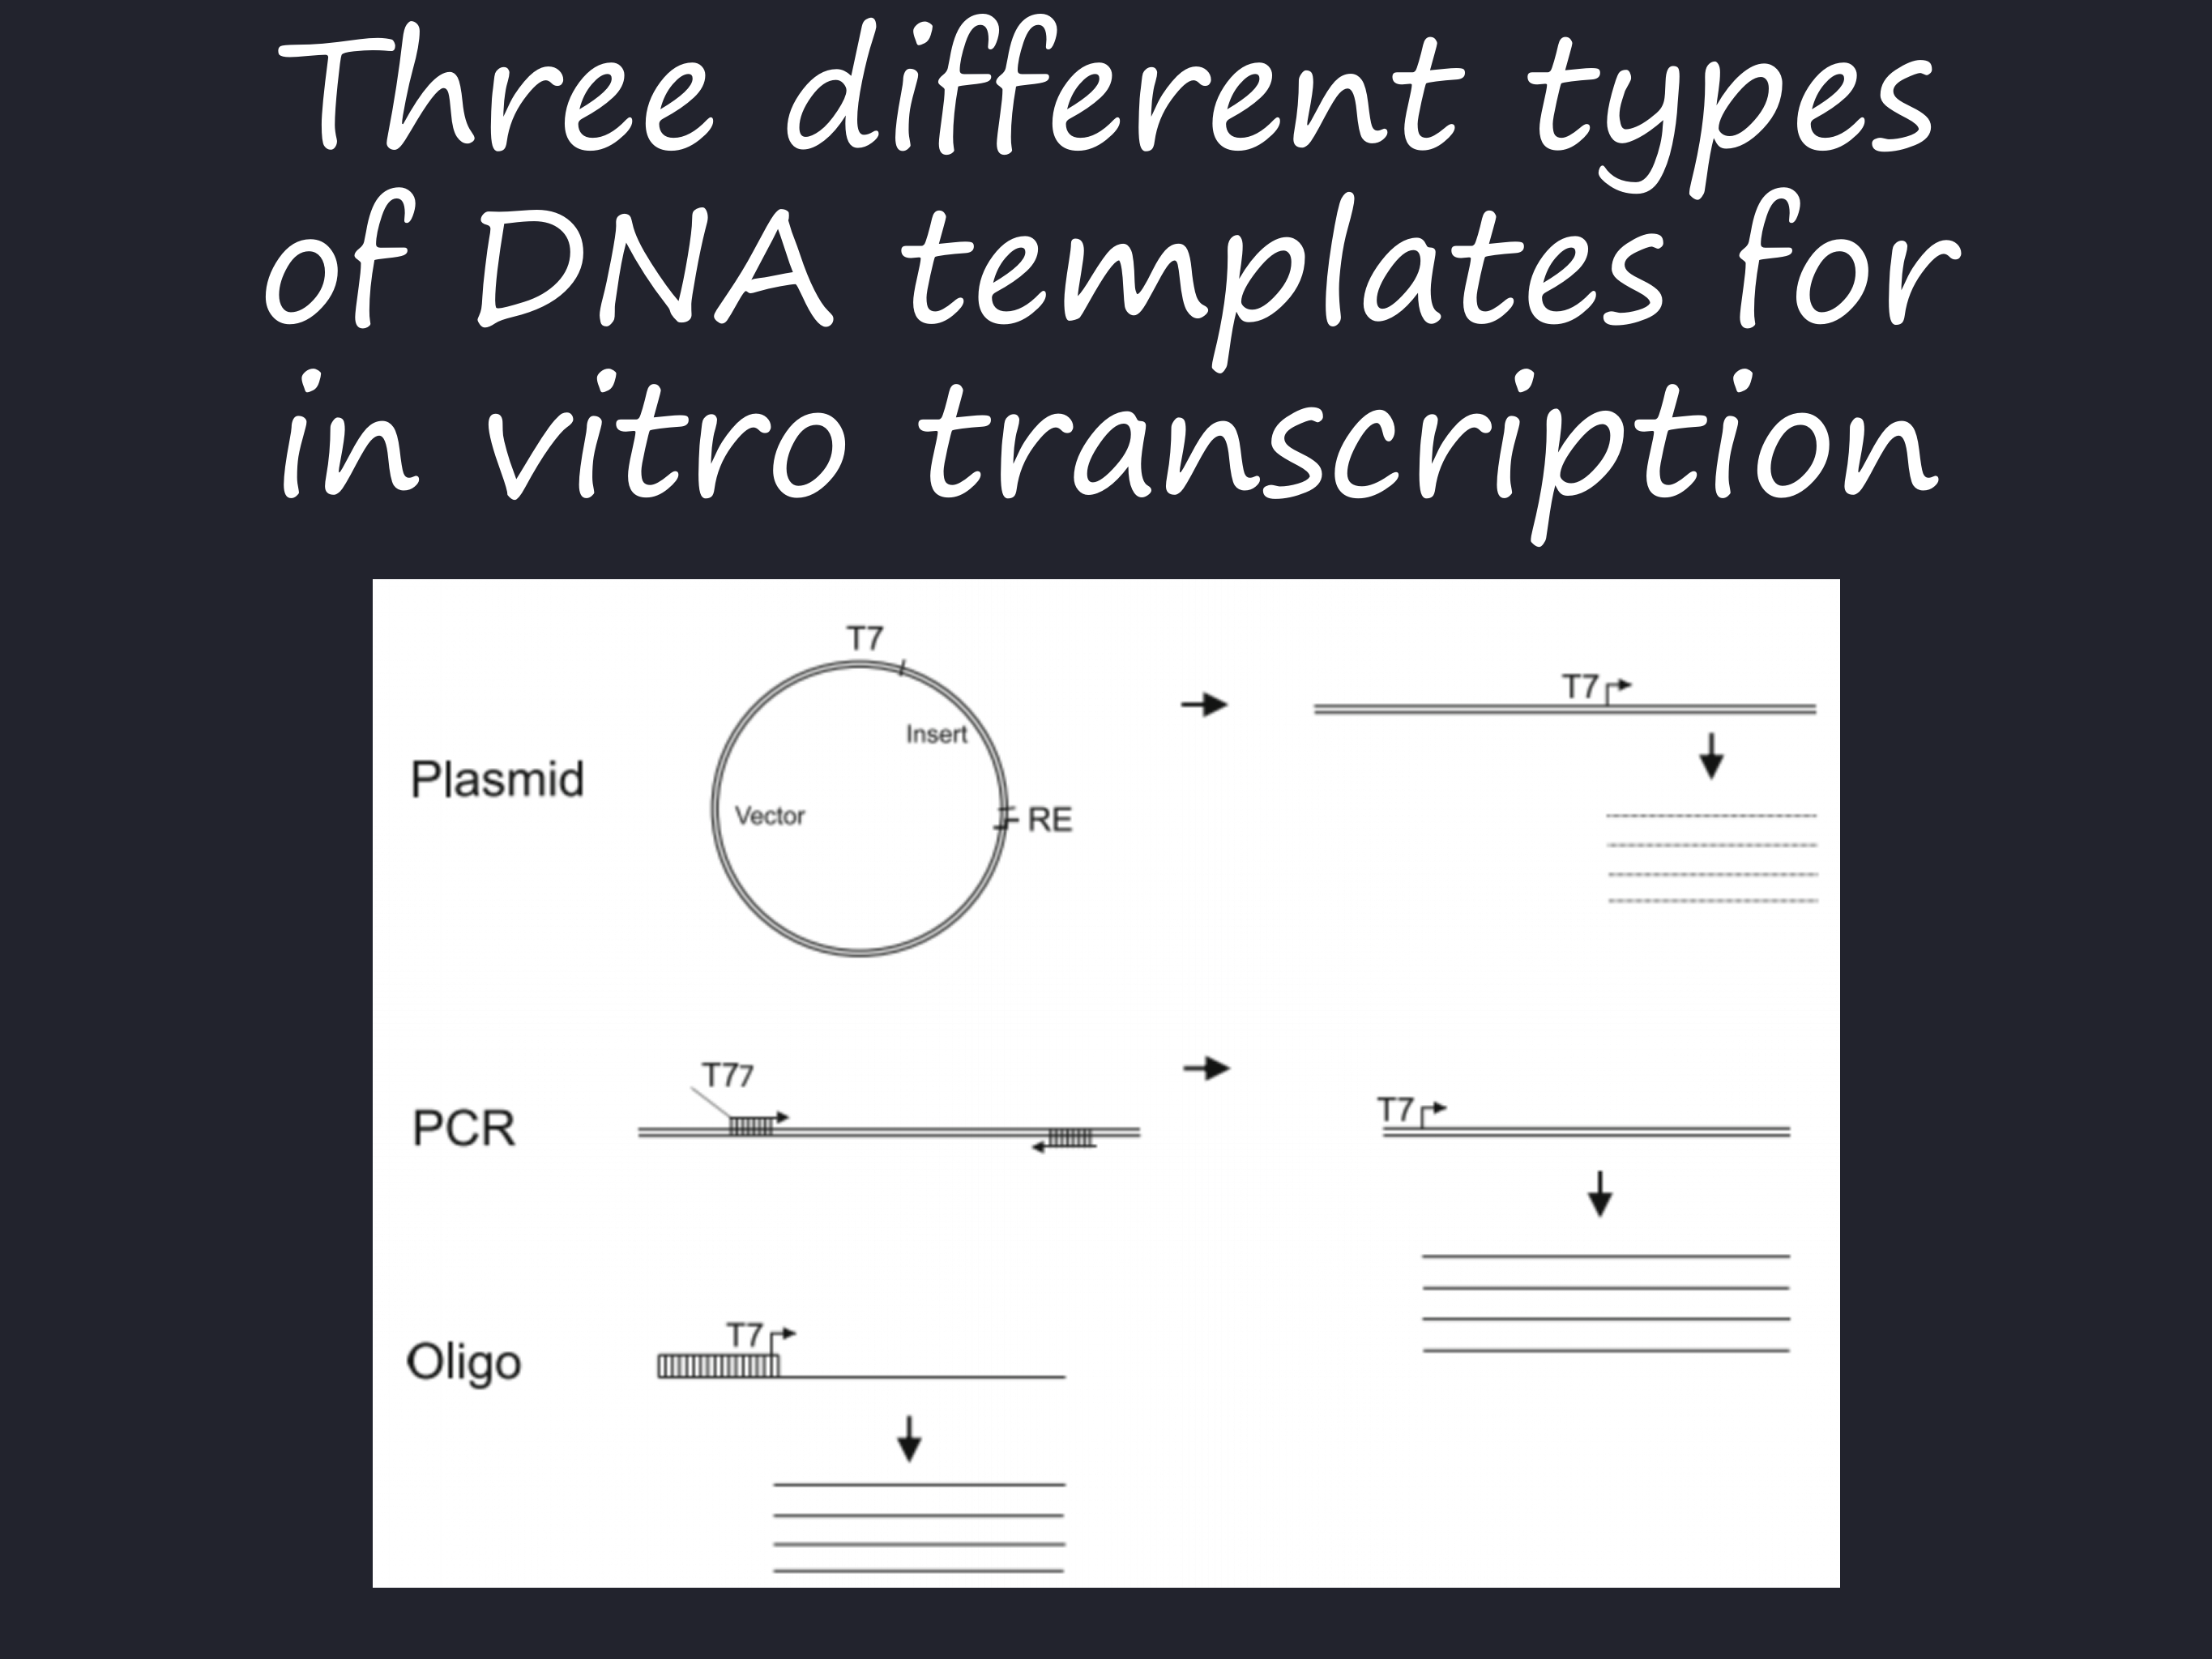 Three different types
of DNA templates for
in vitro transcription
T7
T7
Insert
Plasmid
Vector
RE
T77
PCR
T7
T7
Oligo